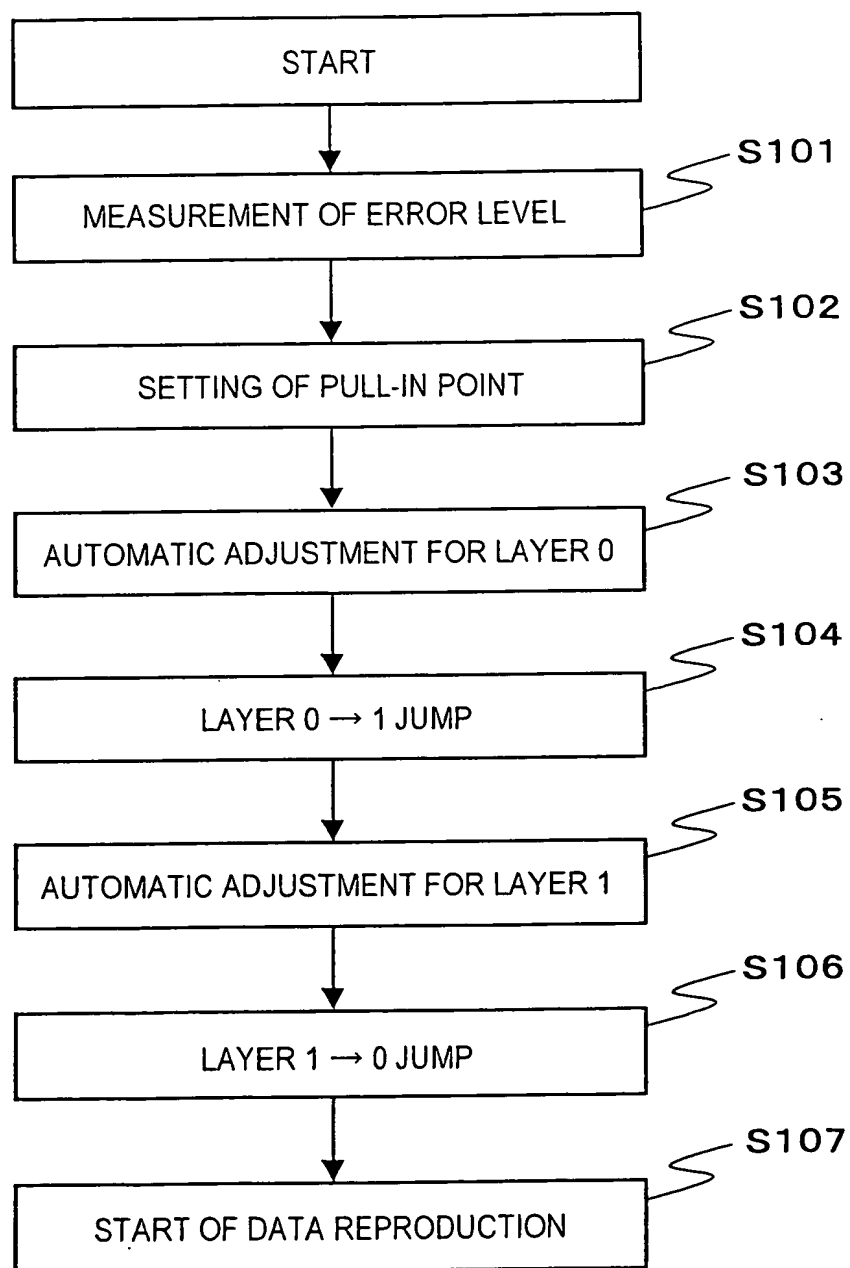 START
S101
MEASUREMENT OF ERROR LEVEL
S102
SETTING OF PULL-IN POINT
S103
AUTOMATIC ADJUSTMENT FOR LAYER 0
S104
LAYER 0 → 1 JUMP
S105
AUTOMATIC ADJUSTMENT FOR LAYER 1
S106
LAYER 1 → 0 JUMP
S107
START OF DATA REPRODUCTION